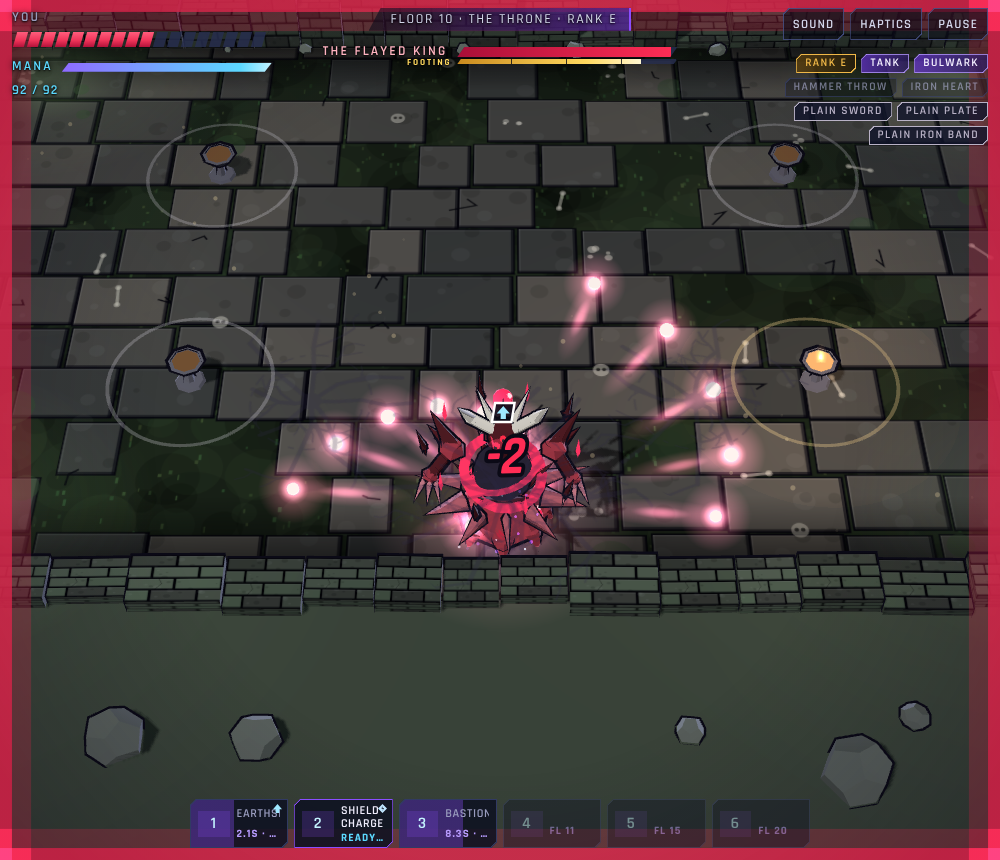 YOU
FLOOR 10 · THE THRONE · RANK E
SOUND
HAPTICS
PAUSE
THE FLAYED KING
FOOTING
MANA
92 / 92
RANK E
TANK
BULWARK
HAMMER THROW
IRON HEART
PLAIN SWORD
PLAIN PLATE
PLAIN IRON BAND
-2
1
EARTHS
2.1S · ...
2
SHIELD
CHARGE
READY...
3
BASTION
8.3S · ...
4
FL 11
5
FL 15
6
FL 20